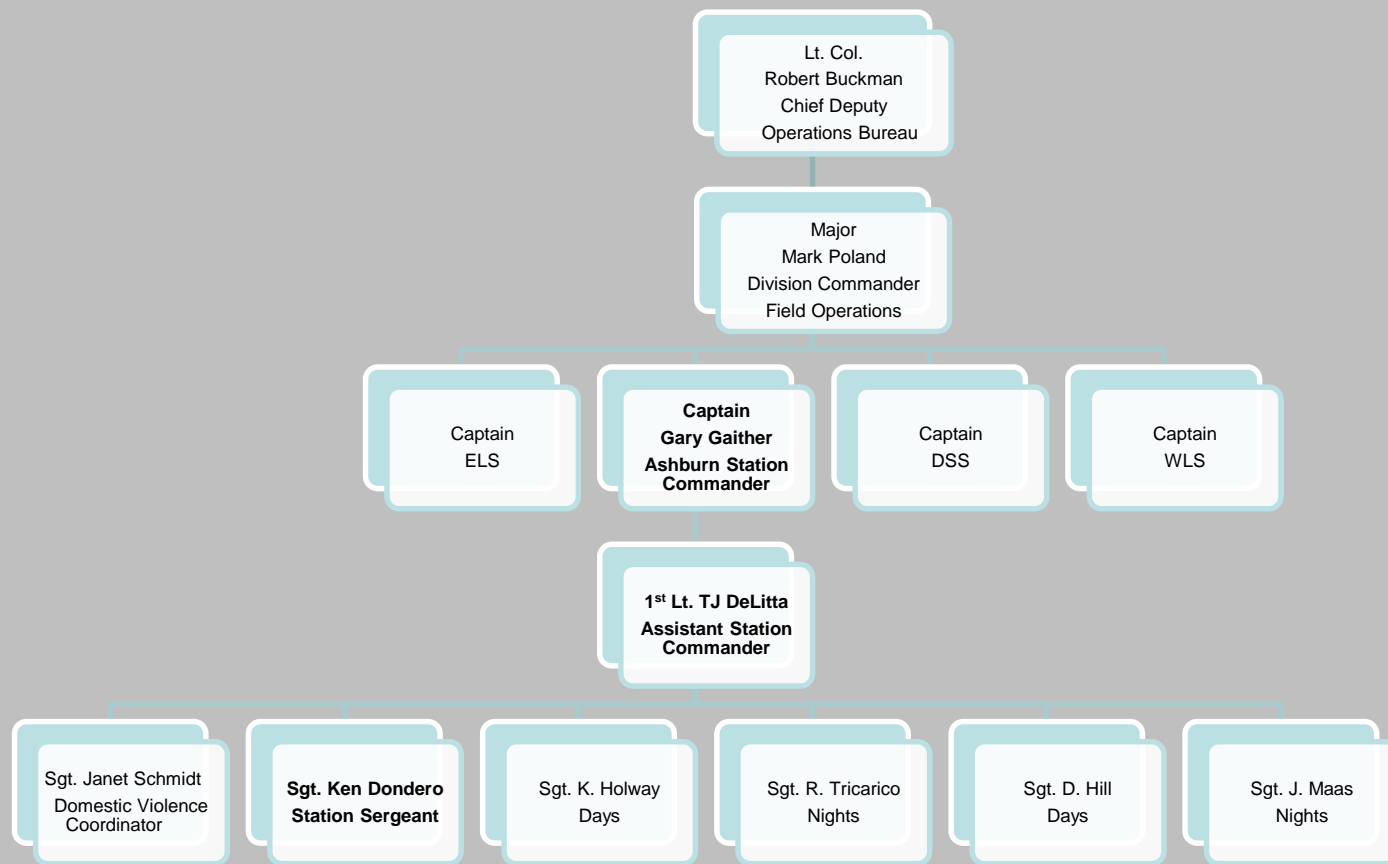 Lt. Col.
Robert Buckman
Chief Deputy
Operations Bureau
Major
Mark Poland
Division Commander
Field Operations
Captain
ELS
Captain
Gary Gaither
Ashburn Station
Commander
Captain
DSS
Captain
WLS
1st Lt. TJ DeLitta
Assistant Station
Commander
Sgt. Janet Schmidt
Domestic Violence
Coordinator
Sgt. Ken Dondero
Station Sergeant
Sgt. K. Holway
Days
Sgt. R. Tricarico
Nights
Sgt. D. Hill
Days
Sgt. J. Maas
Nights